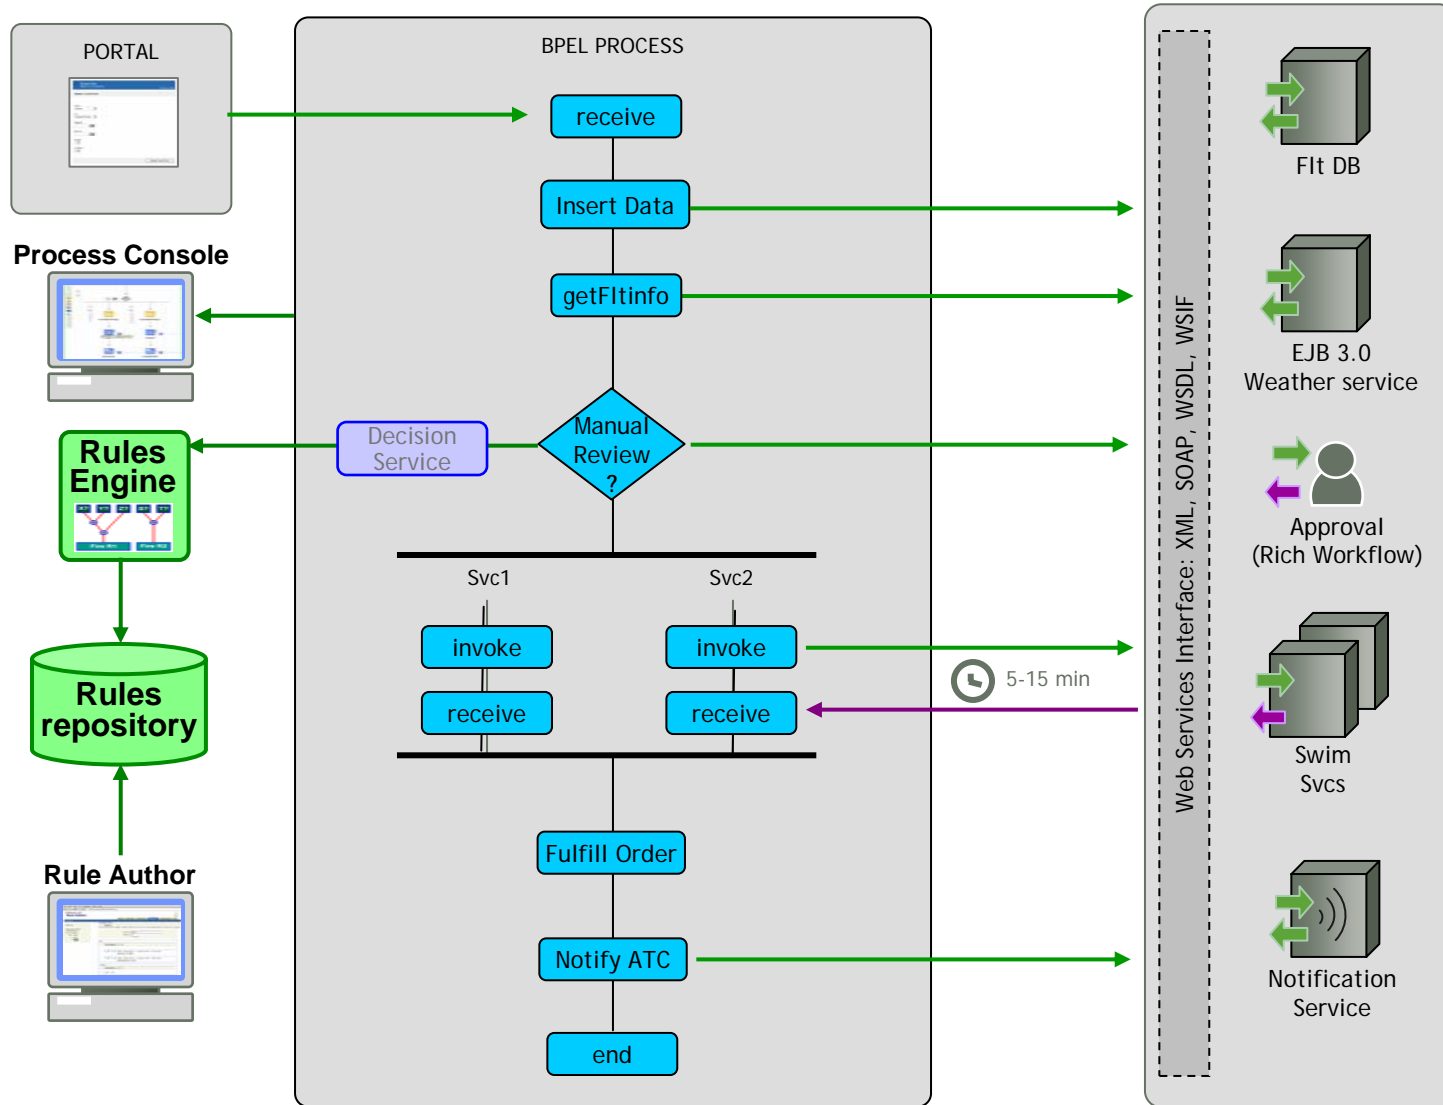 PORTAL
Process Console
Rules
Engine
Rules
repository
Rule Author
BPEL PROCESS
receive
Insert Data
getFltinfo
Decision
Service
Manual
Review
?
Svc1
Svc2
invoke
invoke
receive
receive
5-15 min
Fulfill Order
Notify ATC
end
Web Services Interface: XML, SOAP, WSDL, WSIF
Flt DB
EJB 3.0
Weather service
Approval
(Rich Workflow)
Swim
Svcs
Notification
Service